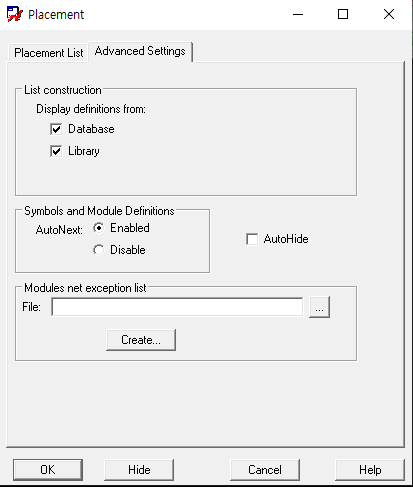 Placement
Placement List
Advanced Settings
List construction
Display definitions from:
Database
Library
Symbols and Module Definitions
AutoNext:
Enabled
Disable
AutoHide
Modules net exception list
File:
...
Create...
OK
Hide
Cancel
Help